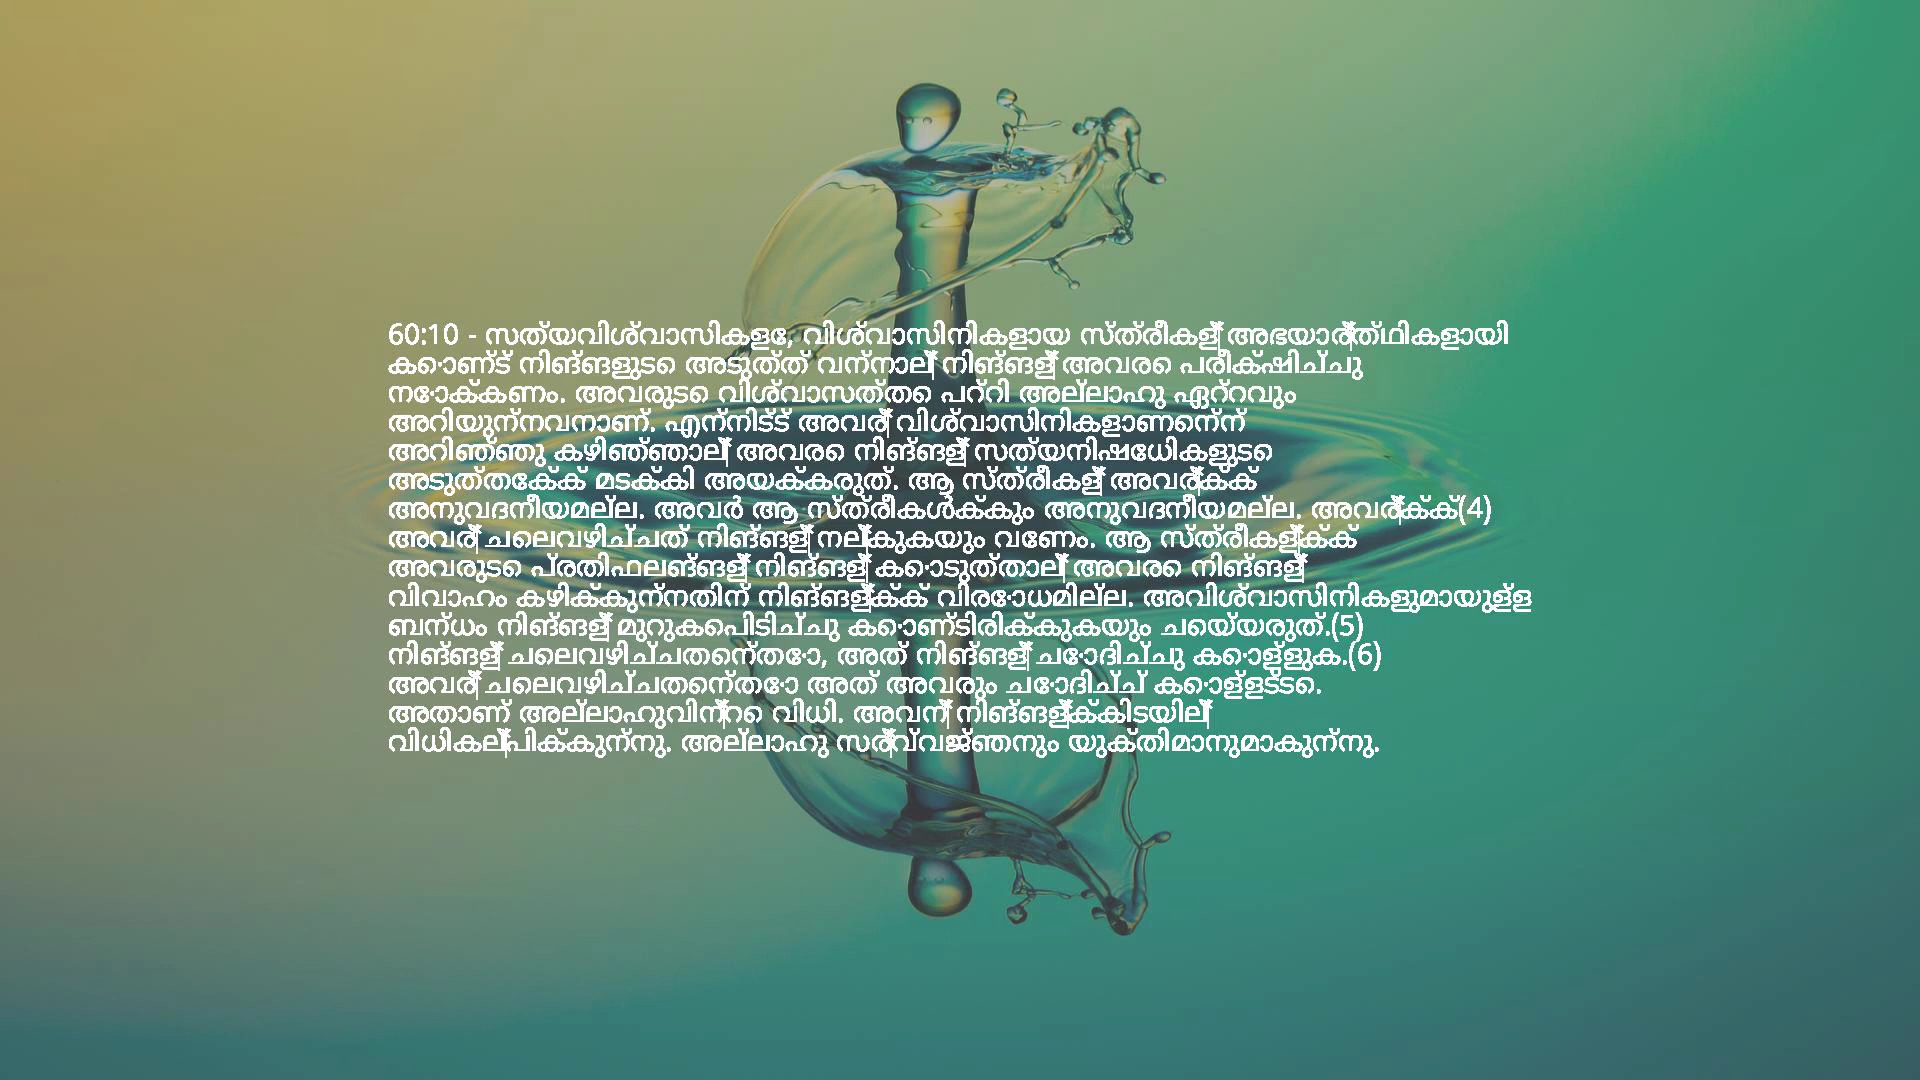 60:10 - സത്യവിശ്വാസികളേ, വിശ്വാസിനികളായ സ്ത്രീകള്‍ അഭയാര്‍ത്ഥികളായി
കൊണ്ട് നിങ്ങളുടെ അടുത്ത് വന്നാല്‍ നിങ്ങള്‍ അവരെ പരീക്ഷിച്ചു
നോക്കണം. അവരുടെ വിശ്വാസത്തെ പറ്റി അല്ലാഹു ഏറ്റവും
അറിയുന്നവനാണ്. എന്നിട്ട് അവര്‍ വിശ്വാസിനികളാണെന്ന്
അറിഞ്ഞു കഴിഞ്ഞാല്‍ അവരെ നിങ്ങള്‍ സത്യനിഷേധികളുടെ
അടുത്തേക്ക് മടക്കി അയക്കരുത്. ആ സ്ത്രീകള്‍ അവര്‍ക്ക്
അനുവദനീയമല്ല. അവർ ആ സ്ത്രീകൾക്കും അനുവദനീയമല്ല. അവര്‍ക്ക്(4)
അവര്‍ ചെലവഴിച്ചത് നിങ്ങള്‍ നല്‍കുകയും വേണം. ആ സ്ത്രീകള്‍ക്ക്
അവരുടെ പ്രതിഫലങ്ങള്‍ നിങ്ങള്‍ കൊടുത്താല്‍ അവരെ നിങ്ങള്‍
വിവാഹം കഴിക്കുന്നതിന് നിങ്ങള്‍ക്ക് വിരോധമില്ല. അവിശ്വാസിനികളുമായുള്ള
ബന്ധം നിങ്ങള്‍ മുറുകെപിടിച്ചു കൊണ്ടിരിക്കുകയും ചെയ്യരുത്.(5)
നിങ്ങള്‍ ചെലവഴിച്ചതെന്തോ, അത് നിങ്ങള്‍ ചോദിച്ചു കൊള്ളുക.(6)
അവര്‍ ചെലവഴിച്ചതെന്തോ അത് അവരും ചോദിച്ച് കൊള്ളട്ടെ.
അതാണ് അല്ലാഹുവിന്‍റെ വിധി. അവന്‍ നിങ്ങള്‍ക്കിടയില്‍
വിധികല്‍പിക്കുന്നു. അല്ലാഹു സര്‍വ്വജ്ഞനും യുക്തിമാനുമാകുന്നു.